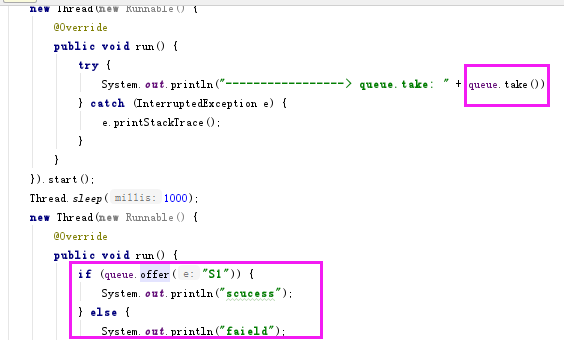 new Thread(new Runnable() {
@Override
public void run() {
try {
System.out.println("-----------------> queue.take: " + queue.take())
} catch (InterruptedException e) {
e.printStackTrace();
}
}
}).start();
Thread.sleep( millis: 1000);
new Thread(new Runnable() {
@Override
public void run() {
if (queue.offer( e: "S1")) {
System.out.println("scucess");
} else {
System.out.println("faield");